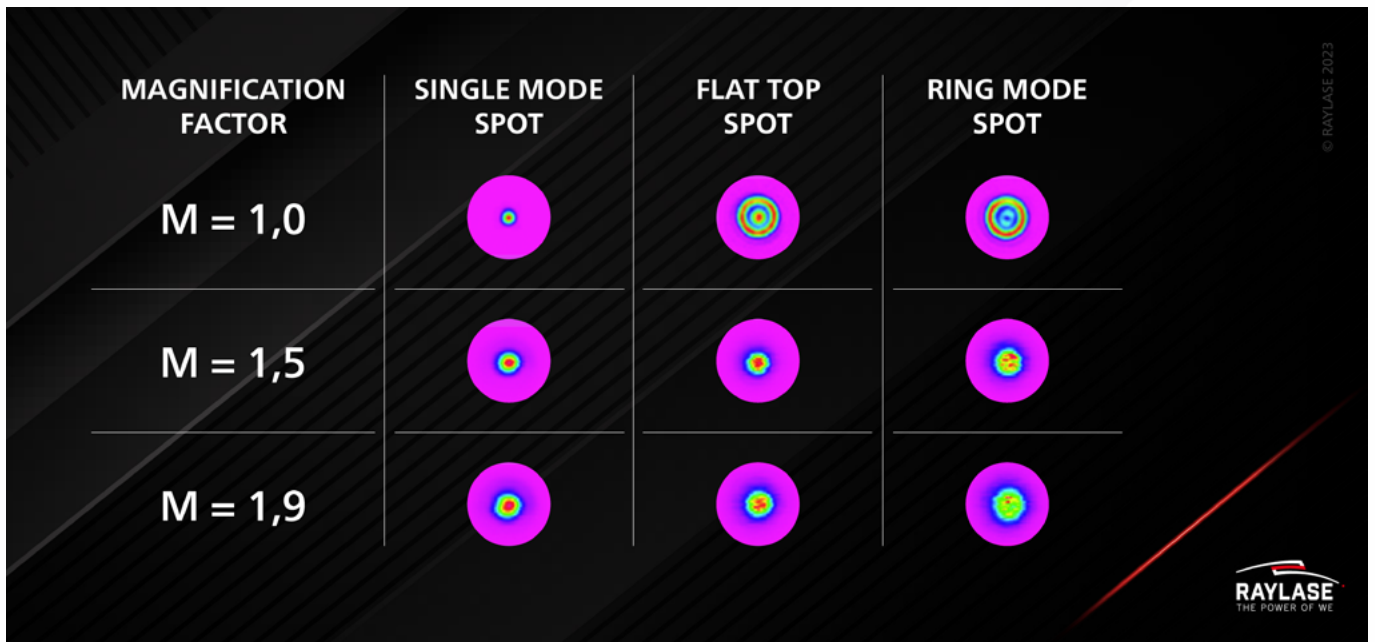 MAGNIFICATION
FACTOR
SINGLE MODE
SPOT
FLAT TOP
SPOT
RING MODE
SPOT
M = 1,0
M = 1,5
M = 1,9
© RAYLASE 2023
RAYLASE
THE POWER OF WE